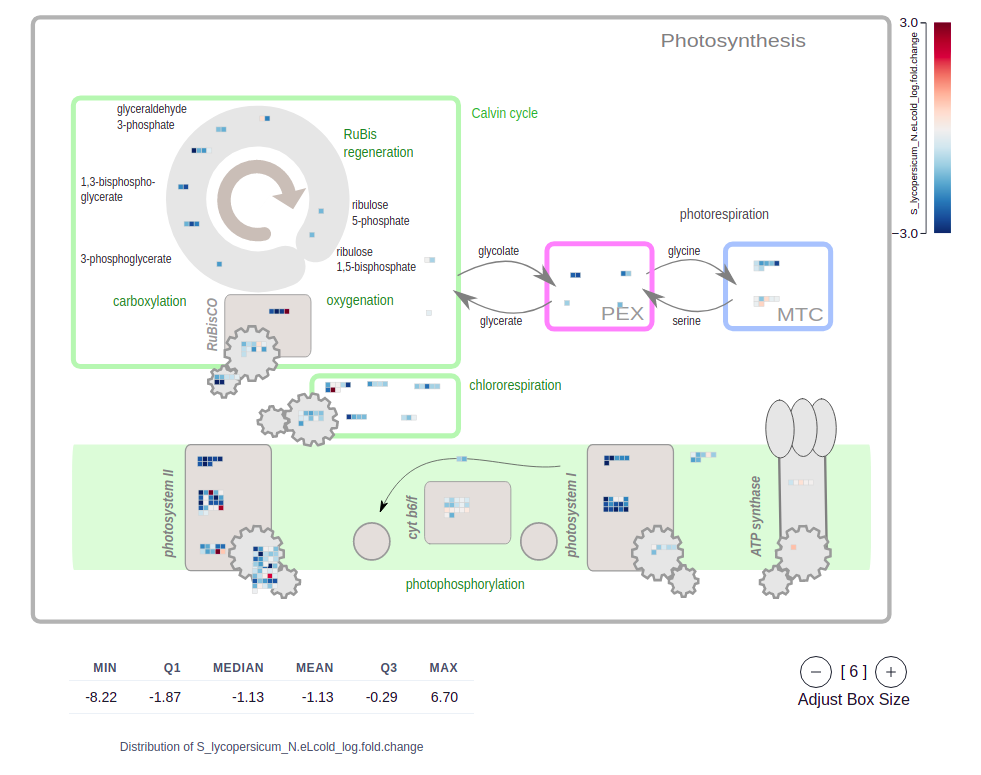 Photosynthesis
3.0
S_lycopersicum_N.eLcold_log.fold.change
−3.0
glyceraldehyde
3-phosphate
Calvin cycle
RuBis
regeneration
1,3-bisphospho-
glycerate
ribulose
5-phosphate
photorespiration
3-phosphoglycerate
ribulose
1,5-bisphosphate
glycolate
glycine
carboxylation
oxygenation
RuBisCO
PEX
MTC
glycerate
serine
chlororespiration
photosystem II
cyt b6/f
photosystem I
ATP synthase
photophosphorylation
MIN Q1 MEDIAN MEAN Q3 MAX
-8.22 -1.87 -1.13 -1.13 -0.29 6.70
Distribution of S_lycopersicum_N.eLcold_log.fold.change
− [ 6 ] +
Adjust Box Size